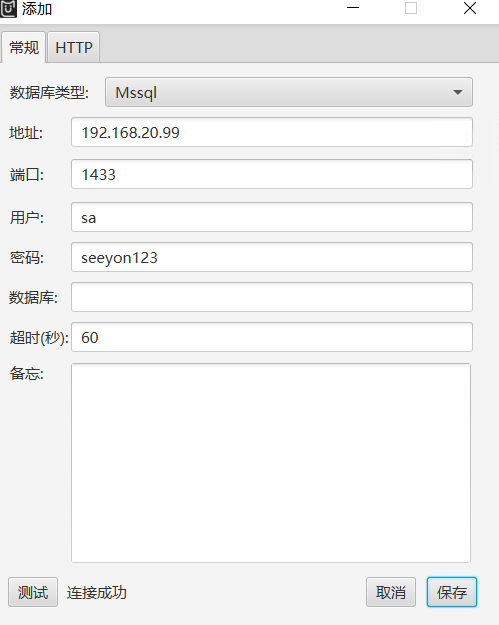 添加
常规 HTTP
数据库类型: Mssql
地址: 192.168.20.99
端口: 1433
用户: sa
密码: seeyon123
数据库:
超时(秒): 60
备忘:
测试 连接成功 取消 保存